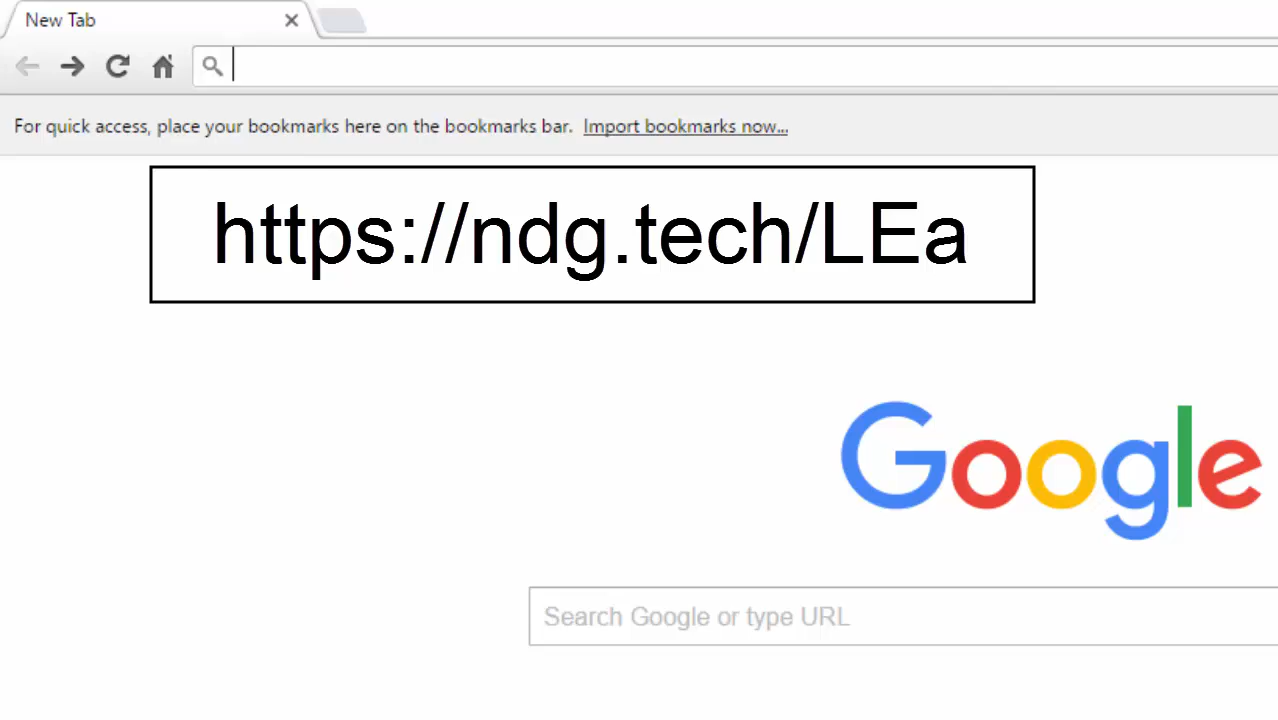 New Tab
For quick access, place your bookmarks here on the bookmarks bar. Import bookmarks now...
https://ndg.tech/LEa
Google
Search Google or type URL